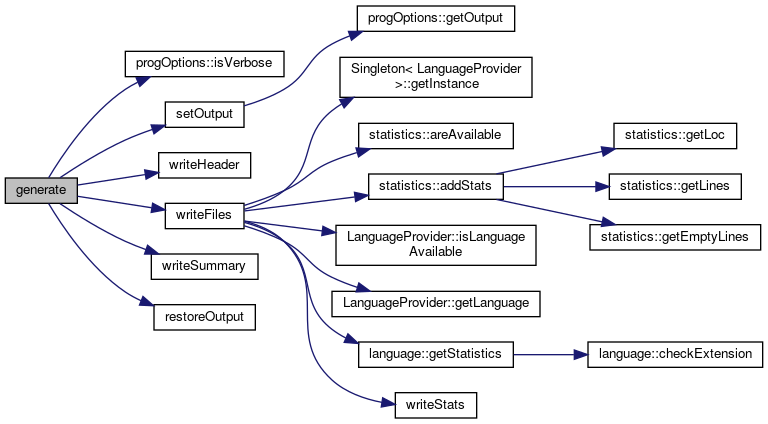 generate
progOptions::isVerbose
setOutput
writeHeader
writeFiles
writeSummary
restoreOutput
progOptions::getOutput
Singleton< LanguageProvider
>::getInstance
statistics::areAvailable
statistics::addStats
LanguageProvider::isLanguage
Available
LanguageProvider::getLanguage
language::getStatistics
writeStats
statistics::getLoc
statistics::getLines
statistics::getEmptyLines
language::checkExtension